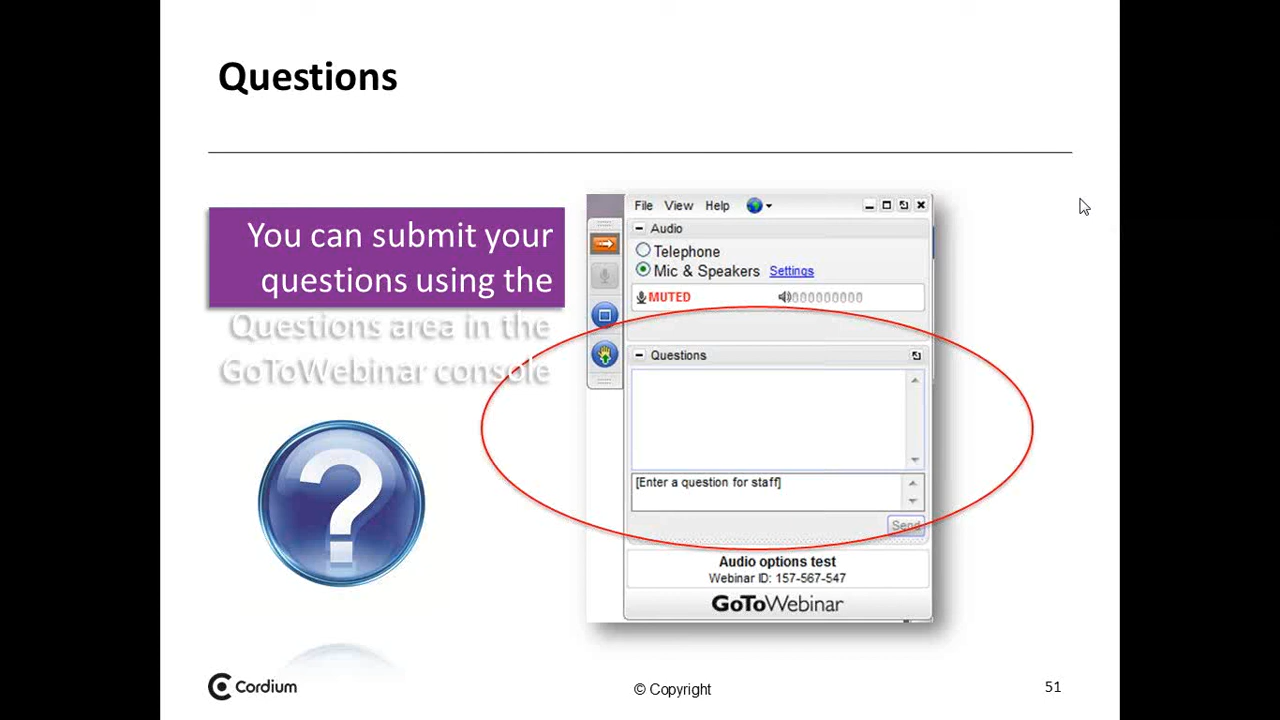 Questions
You can submit your
questions using the
Questions area in the
GoToWebinar console
File View Help
Audio
Telephone
Mic & Speakers Settings
MUTED 000000000
Questions
[Enter a question for staff]
Send
Audio options test
Webinar ID: 157-567-547
GoToWebinar
Cordium
© Copyright
51